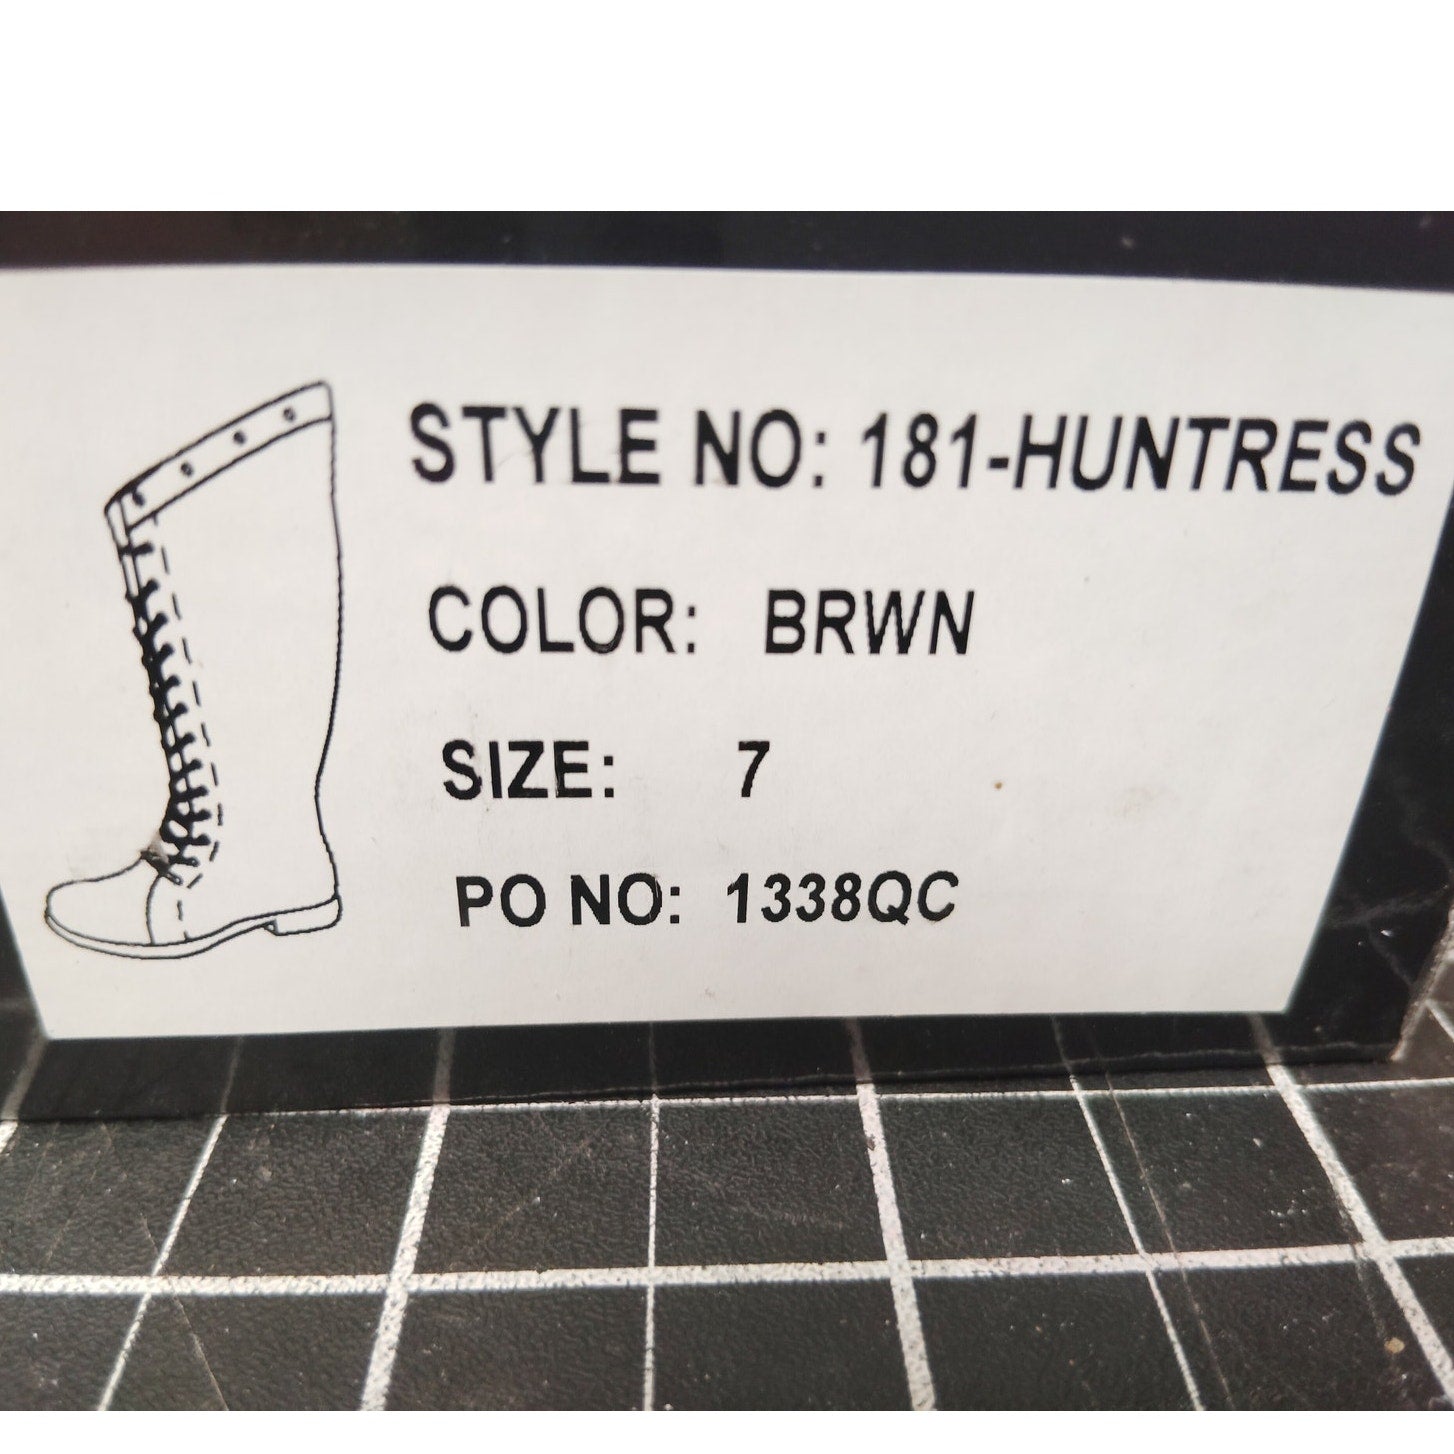 STYLE NO: 181-HUNTRESS
COLOR: BRWN
SIZE: 7
PO NO: 1338QC